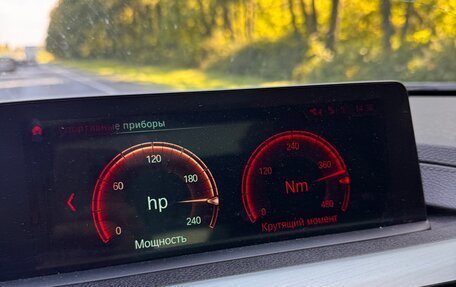 Спортивные приборы
120
60
180
hp
0
240
Мощность
240
120
360
Nm
0
480
Крутящий момент